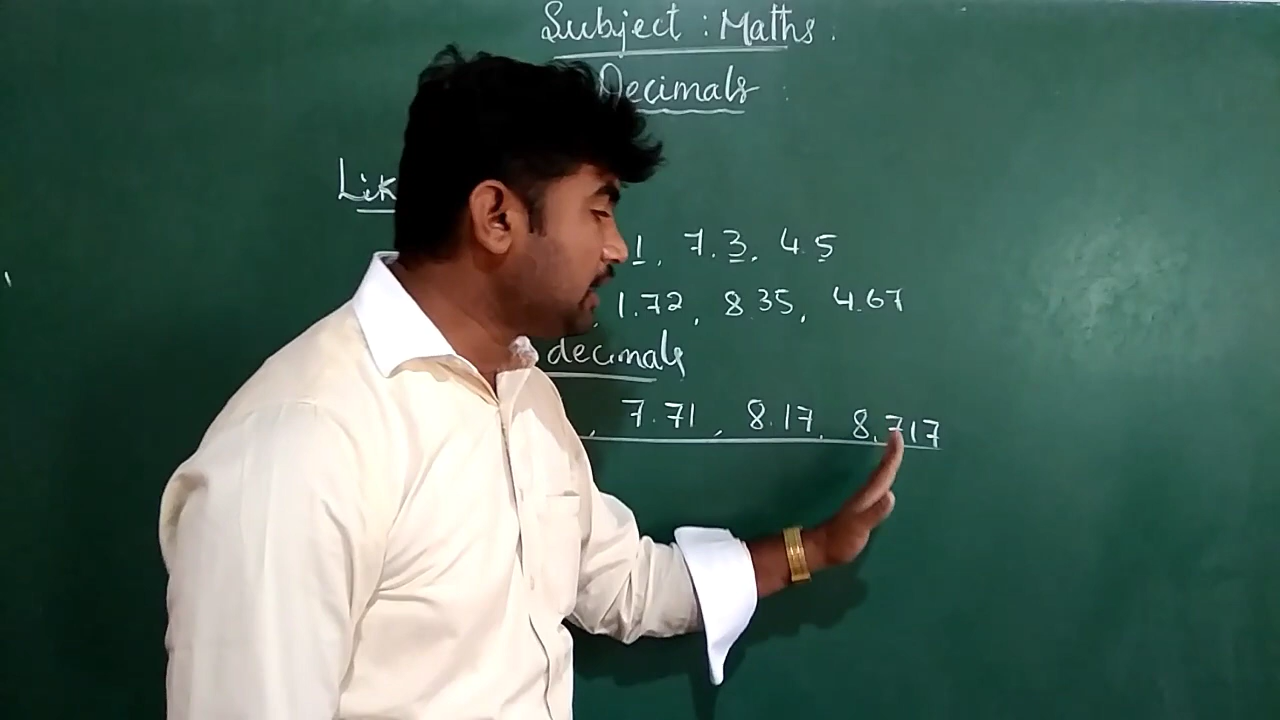 Subject : Maths.
Decimals :
Lik
1, 7.3, 4.5
, 1.72, 8.35, 4.67
decimals
, 7.71, 8.17, 8.717